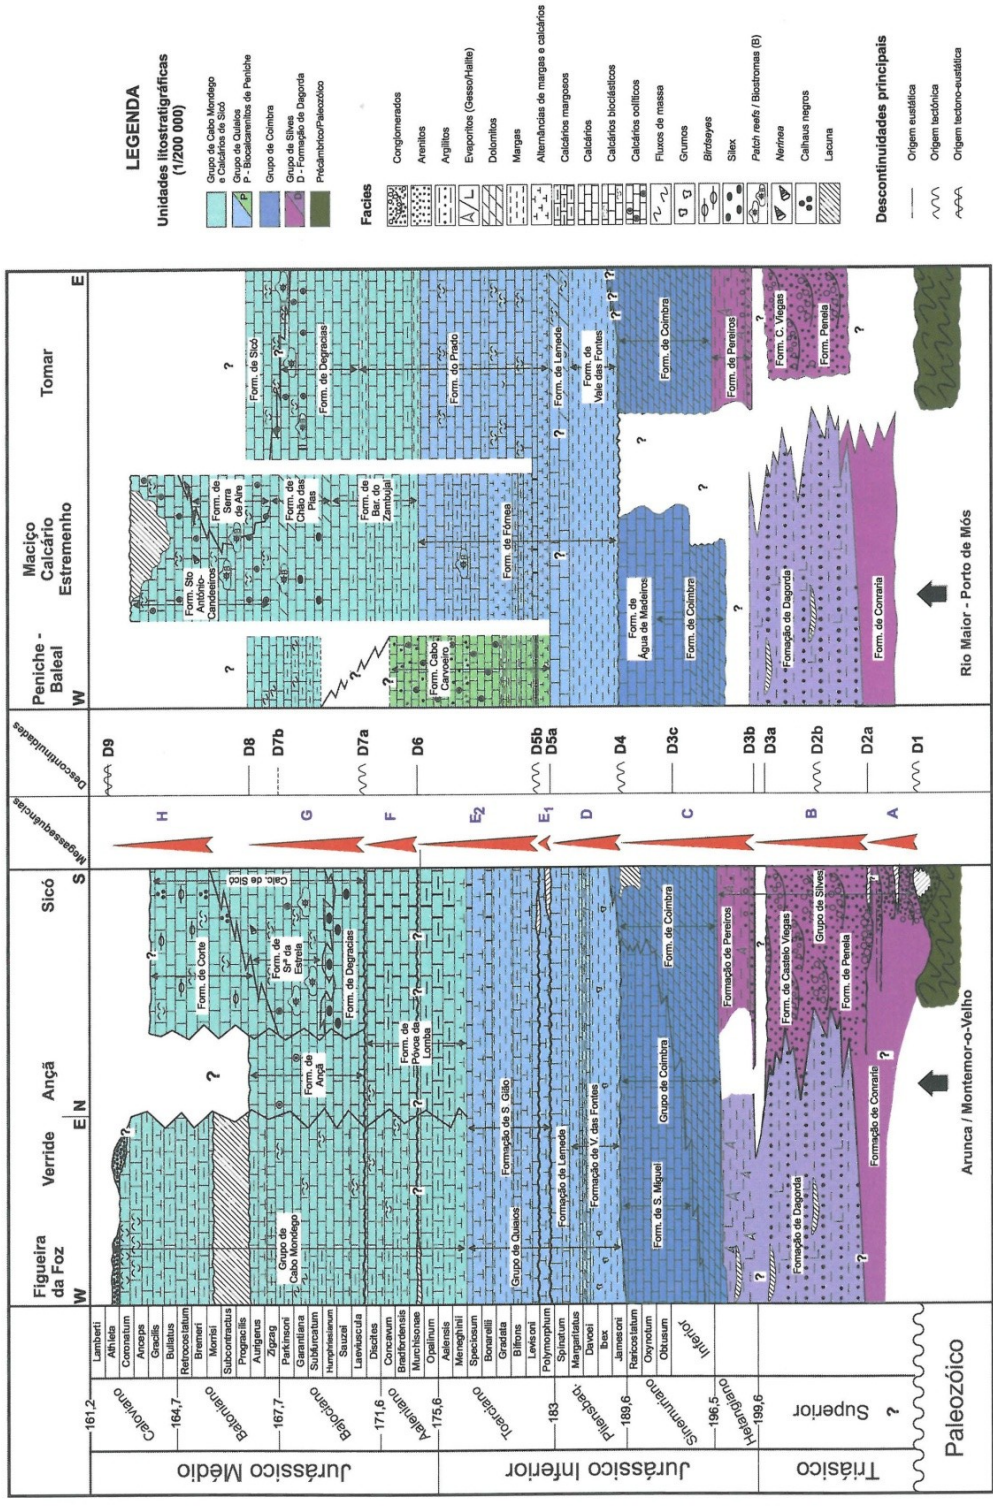 LEGENDA
Unidades litostratigráficas
(1/200 000)
Grupo de Cabo Mondego
e Calcários de Sicó
Grupo de Quiaios
P - Biocalcarenitos de Peniche
Grupo de Coimbra
Grupo de Silves
D - Formação de Dagorda
Précâmbrico/Paleozóico
P
D
Facies
Conglomerados
Arenitos
Argilitos
Evaporitos (Gesso/Halite)
Dolomitos
Margas
Alternâncias de margas e calcários
Calcários margosos
Calcários
Calcários bioclásticos
Calcários oolíticos
Fluxos de massa
Grumos
Birdseyes
Sílex
Patch reefs / Biostromas (B)
Nerinea
Calhaus negros
Lacuna
Descontinuidades principais
Origem eustática
Origem tectónica
Origem tectono-eustática
Figueira
da Foz
Verride
Ançã
Sicó
W
E
N
S
Megassequências
Descontinuidades
Peniche -
Baleal
Maciço
Calcário
Estremenho
Tomar
W
E
161,2
164,7
167,7
171,6
175,6
183
189,6
196,5
199,6
Caloviano
Batoniano
Bajociano
Aaleniano
Toarciano
Pliensbaq.
Sinemuriano
Hetangiano
Superior
?
Jurássico Médio
Jurássico Inferior
Triásico
Paleozóico
Lamberti
Athleta
Coronatum
Anceps
Gracilis
Bullatus
Retrocostatum
Bremeri
Morrisi
Subcontractus
Progracilis
Aurigerus
Zigzag
Parkinsoni
Garantiana
Subfurcatum
Humphriesianum
Sauzei
Laeviuscula
Discites
Concavum
Bradfordensis
Murchisonae
Opalinum
Aalensis
Meneghinii
Speciosum
Bonarellii
Gradata
Bifrons
Levisoni
Polymorphum
Spinatum
Margaritatus
Davoei
Ibex
Jamesoni
Raricostatum
Oxynotum
Obtusum
Inferior
Grupo de
Cabo Mondego
Form. de
Ançã
Form. de Corte
Calc. de Sicó
Form. de
Srª da
Estrela
Form. de Degracias
Form. de
Póvoa da
Lomba
Grupo de Quiaios
Formação de S. Gião
Formação de Lemede
Formação de V. das Fontes
Form. de S. Miguel
Grupo de Coimbra
Form. de Coimbra
Formação de Pereiros
Form. de Castelo Viegas
Grupo de Silves
Form. de Penela
Fomação de Dagorda
Formação de Conraria
Arunca / Montemor-o-Velho
H
G
F
E2
E1
D
C
B
A
D9
D8
D7b
D7a
D6
D5b
D5a
D4
D3c
D3b
D3a
D2b
D2a
D1
Form. Cabo
Carvoeiro
Form. Sto
António-
Candeeiros
Form. de
Serra
de Aire
Form. de
Chão das
Pias
Form. de
Bar. do
Zambujal
Form. de Fórnea
Form. de
Água de Madeiros
Form. de Coimbra
Fomação de Dagorda
Form. de Conraria
Form. de Sicó
Form. de Degracias
Form. do Prado
Form. de Lemede
Form. de
Vale das Fontes
Form. de Coimbra
Form. de Pereiros
Form. C. Viegas
Form. Penela
Rio Maior - Porto de Mós